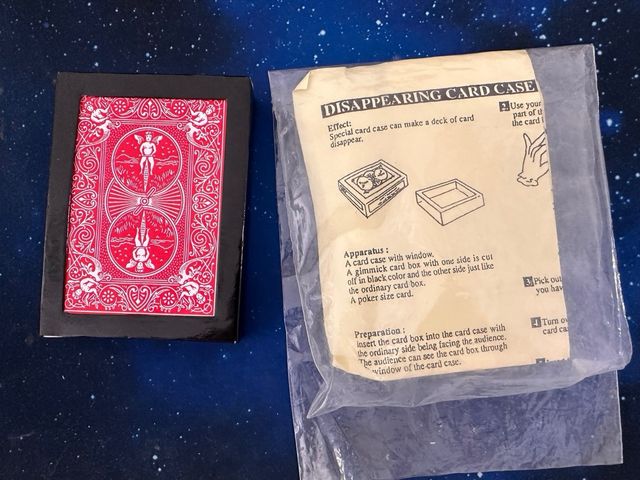 DISAPPEARING CARD CASE
Effect:
Special card case can make a deck of card
disappear.
Apparatus :
A card case with window.
A gimmick card box with one side is cut
off in black color and the other side just like
the ordinary card box.
A poker size card.
Preparation :
insert the card box into the card case with
the ordinary side being facing the audience.
The audience can see the card box through
window of the card case.
2 Use your
part of
the card
3 Pick out
you
4 Turn
card